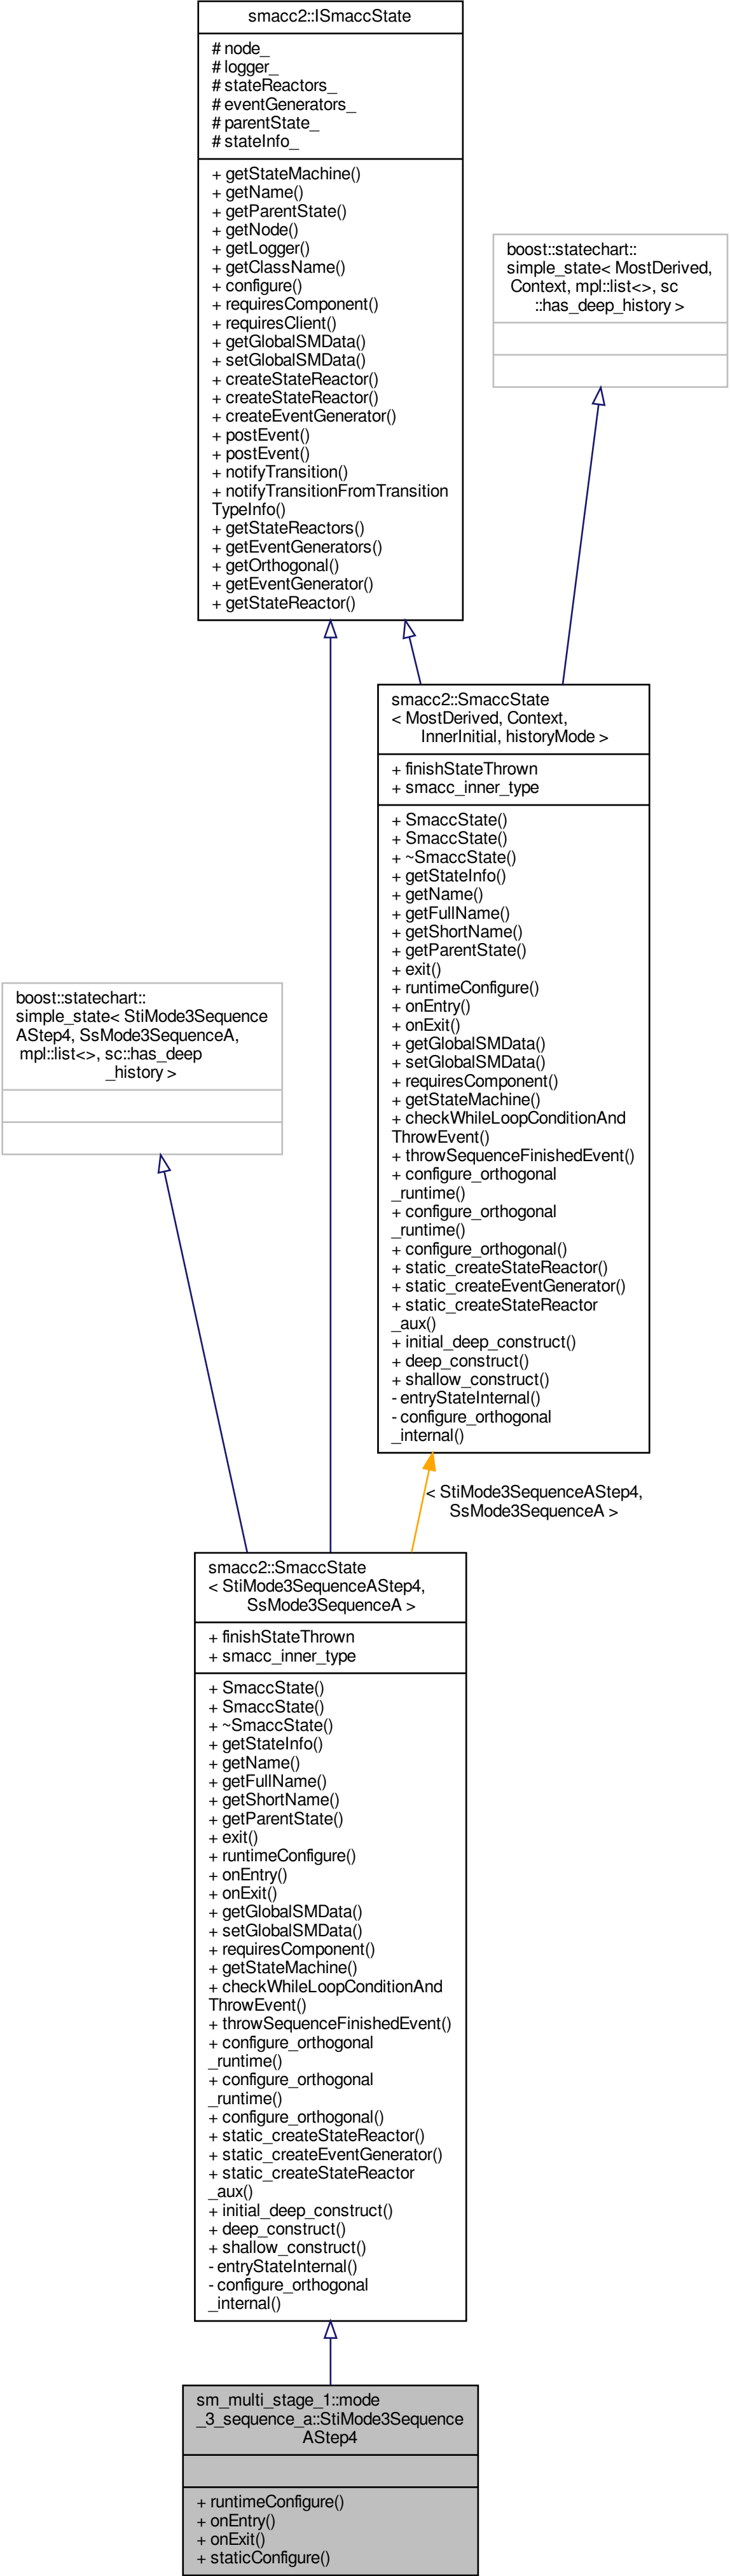 smacc2::ISmaccState
# node_
# logger_
# stateReactors_
# eventGenerators_
# parentState_
# stateInfo_
+ getStateMachine()
+ getName()
+ getParentState()
+ getNode()
+ getLogger()
+ getClassName()
+ configure()
+ requiresComponent()
+ requiresClient()
+ getGlobalSMData()
+ setGlobalSMData()
+ createStateReactor()
+ createStateReactor()
+ createEventGenerator()
+ postEvent()
+ postEvent()
+ notifyTransition()
+ notifyTransitionFromTransition
TypeInfo()
+ getStateReactors()
+ getEventGenerators()
+ getOrthogonal()
+ getEventGenerator()
+ getStateReactor()
boost::statechart::
simple_state< MostDerived,
Context, mpl::list<>, sc
::has_deep_history >
smacc2::SmaccState
< MostDerived, Context,
InnerInitial, historyMode >
+ finishStateThrown
+ smacc_inner_type
+ SmaccState()
+ SmaccState()
+ ~SmaccState()
+ getStateInfo()
+ getName()
+ getFullName()
+ getShortName()
+ getParentState()
+ exit()
+ runtimeConfigure()
+ onEntry()
+ onExit()
+ getGlobalSMData()
+ setGlobalSMData()
+ requiresComponent()
+ getStateMachine()
+ checkWhileLoopConditionAnd
ThrowEvent()
+ throwSequenceFinishedEvent()
+ configure_orthogonal
_runtime()
+ configure_orthogonal
_runtime()
+ configure_orthogonal()
+ static_createStateReactor()
+ static_createEventGenerator()
+ static_createStateReactor
_aux()
+ initial_deep_construct()
+ deep_construct()
+ shallow_construct()
- entryStateInternal()
- configure_orthogonal
_internal()
boost::statechart::
simple_state< StiMode3Sequence
AStep4, SsMode3SequenceA,
mpl::list<>, sc::has_deep
_history >
< StiMode3SequenceAStep4,
SsMode3SequenceA >
smacc2::SmaccState
< StiMode3SequenceAStep4,
SsMode3SequenceA >
+ finishStateThrown
+ smacc_inner_type
+ SmaccState()
+ SmaccState()
+ ~SmaccState()
+ getStateInfo()
+ getName()
+ getFullName()
+ getShortName()
+ getParentState()
+ exit()
+ runtimeConfigure()
+ onEntry()
+ onExit()
+ getGlobalSMData()
+ setGlobalSMData()
+ requiresComponent()
+ getStateMachine()
+ checkWhileLoopConditionAnd
ThrowEvent()
+ throwSequenceFinishedEvent()
+ configure_orthogonal
_runtime()
+ configure_orthogonal
_runtime()
+ configure_orthogonal()
+ static_createStateReactor()
+ static_createEventGenerator()
+ static_createStateReactor
_aux()
+ initial_deep_construct()
+ deep_construct()
+ shallow_construct()
- entryStateInternal()
- configure_orthogonal
_internal()
sm_multi_stage_1::mode
_3_sequence_a::StiMode3Sequence
AStep4
+ runtimeConfigure()
+ onEntry()
+ onExit()
+ staticConfigure()